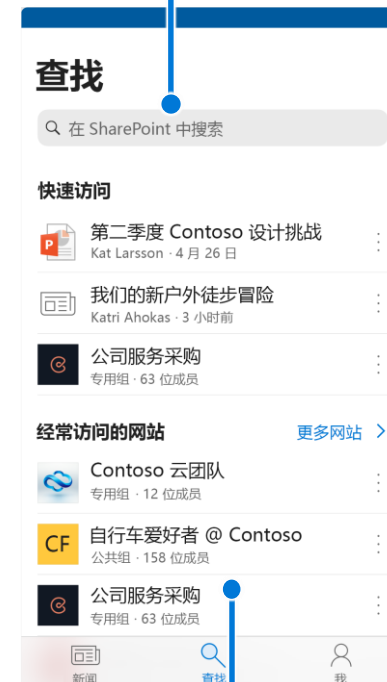 查找
在 SharePoint 中搜索
快速访问
P
第二季度 Contoso 设计挑战
Kat Larsson · 4 月 26 日
我们的新户外徒步冒险
Katri Ahokas · 3 小时前
公司服务采购
专用组 · 63 位成员
经常访问的网站
更多网站
Contoso 云团队
专用组 · 12 位成员
CF
自行车爱好者 @ Contoso
公共组 · 158 位成员
公司服务采购
专用组 · 63 位成员
新闻
查找
我